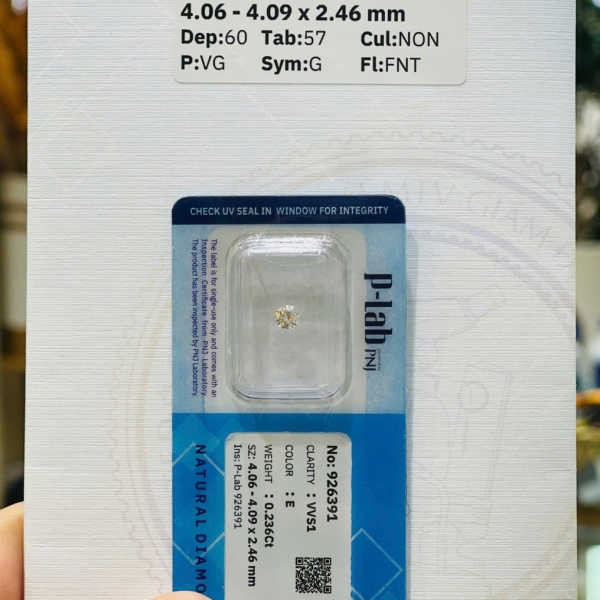 4.06 - 4.09 x 2.46 mm
Dep:60 Tab:57 Cul:NON
P:VG Sym:G Fl:FNT
CHECK UV SEAL IN WINDOW FOR INTEGRITY
The label is for single-use only and comes with an
Inspection Certificate from PNJ Laboratory.
The product has been inspected by PNJ Laboratory.
p-lab
PNJ
No: 926391
CLARITY : VVS1
COLOR : E
WEIGHT : 0.236Ct
SZ: 4.06 - 4.09 x 2.46 mm
Ins: P-Lab 926391
NATURAL DIAMO